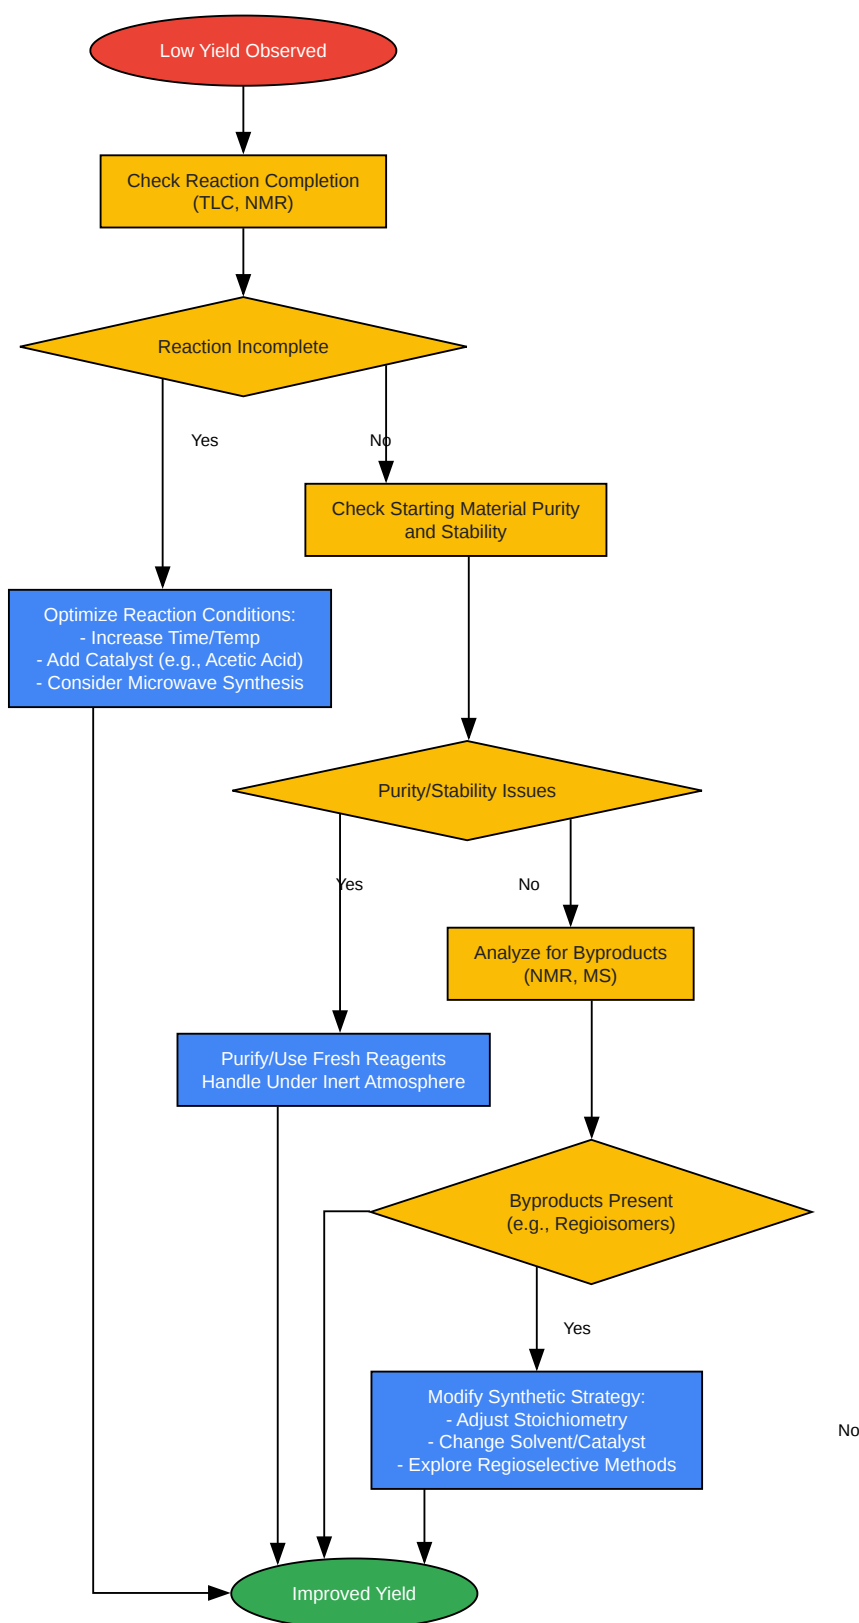 Low Yield Observed
Check Reaction Completion
(TLC, NMR)
Reaction Incomplete
Yes
No
Check Starting Material Purity
and Stability
Optimize Reaction Conditions:
- Increase Time/Temp
- Add Catalyst (e.g., Acetic Acid)
- Consider Microwave Synthesis
Purity/Stability Issues
Yes
No
Analyze for Byproducts
(NMR, MS)
Purify/Use Fresh Reagents
Handle Under Inert Atmosphere
Byproducts Present
(e.g., Regioisomers)
Yes
Modify Synthetic Strategy:
- Adjust Stoichiometry
- Change Solvent/Catalyst
- Explore Regioselective Methods
No
Improved Yield